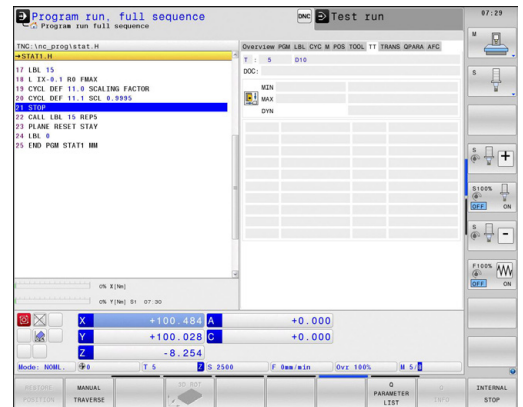 Program run, full sequence
DNC
Test run
07:29
Program run full sequence
TNC:\nc_prog\stat.H
→STAT1.H
17 LBL 15
18 L IX-0.1 R0 FMAX
19 CYCL DEF 11.0 SCALING FACTOR
20 CYCL DEF 11.1 SCL 0.9995
21 STOP
22 CALL LBL 15 REP5
23 PLANE RESET STAY
24 LBL 0
25 END PGM STAT1 MM
0% X[Nm]
0% Y[Nm] S1 07:30
Overview PGM LBL CYC M POS TOOL TT TRANS QPARA AFC
T : 5 D10
DOC:
MIN
MAX
DYN
M
S
S
S100%
OFF ON
S
F100%
OFF ON
X +100.484 A +0.000
Y +100.028 C +0.000
Z -8.254
Mode: NOML. 0 T 5 Z S 2500 F 0mm/min Ovr 100% M 5/8
RESTORE POSITION
MANUAL TRAVERSE
3D ROT
Q PARAMETER LIST
INFO
INTERNAL STOP